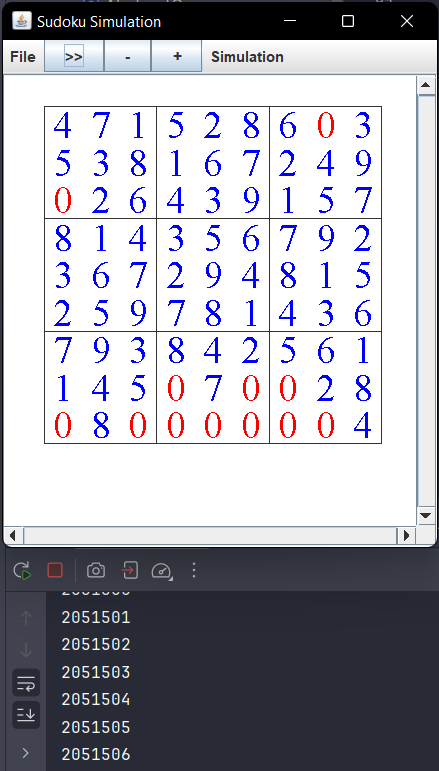 Sudoku Simulation
File >> - + Simulation
4 7 1 5 2 8 6 0 3
5 3 8 1 6 7 2 4 9
0 2 6 4 3 9 1 5 7
8 1 4 3 5 6 7 9 2
3 6 7 2 9 4 8 1 5
2 5 9 7 8 1 4 3 6
7 9 3 8 4 2 5 6 1
1 4 5 0 7 0 0 2 8
0 8 0 0 0 0 0 0 4
2051501
2051502
2051503
2051504
2051505
2051506